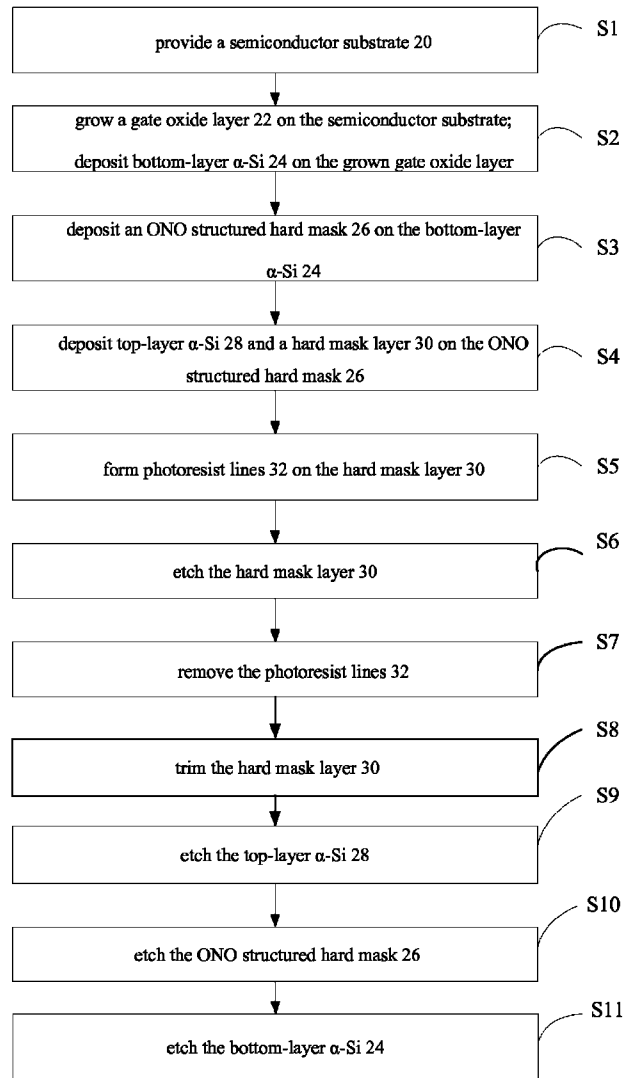 provide a semiconductor substrate 20
S1
grow a gate oxide layer 22 on the semiconductor substrate;
deposit bottom-layer α-Si 24 on the grown gate oxide layer
S2
deposit an ONO structured hard mask 26 on the bottom-layer
α-Si 24
S3
deposit top-layer α-Si 28 and a hard mask layer 30 on the ONO
structured hard mask 26
S4
form photoresist lines 32 on the hard mask layer 30
S5
etch the hard mask layer 30
S6
remove the photoresist lines 32
S7
trim the hard mask layer 30
S8
etch the top-layer α-Si 28
S9
etch the ONO structured hard mask 26
S10
etch the bottom-layer α-Si 24
S11